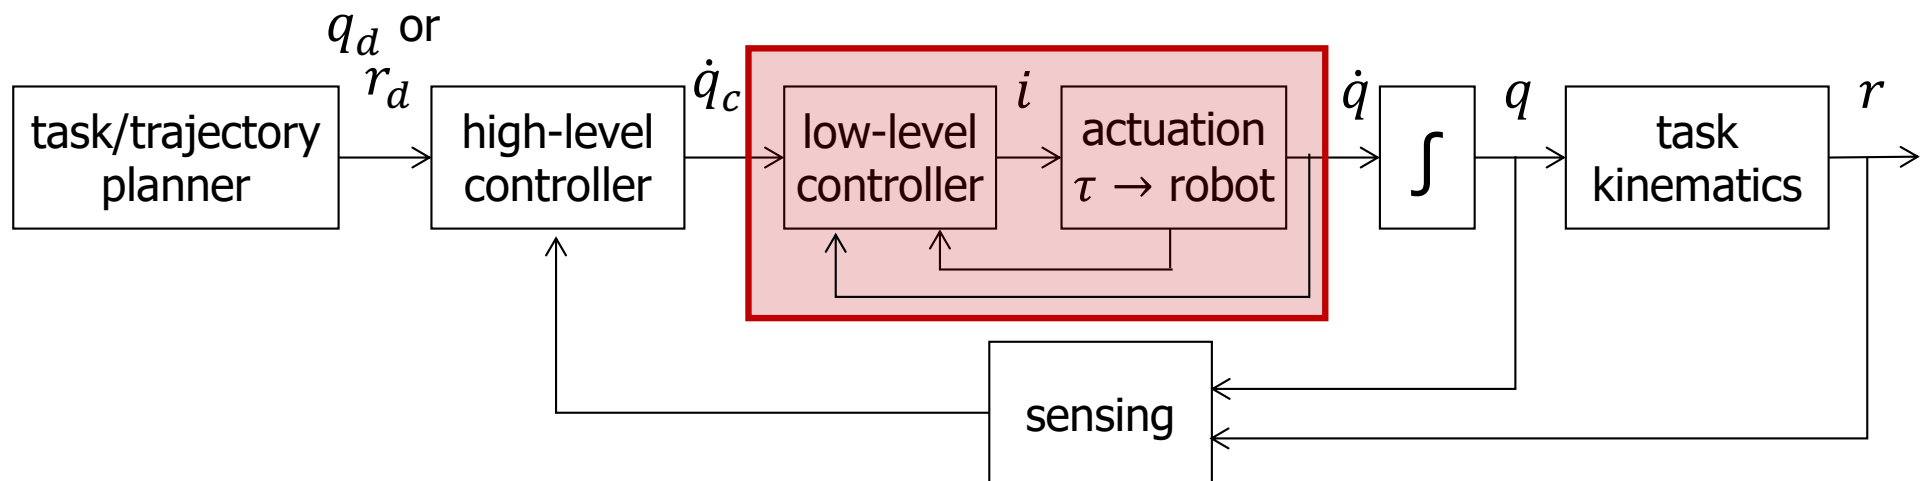 q_d or
r_d
task/trajectory
planner
high-level
controller
q̇_c
low-level
controller
i
actuation
τ → robot
q̇
∫
q
task
kinematics
r
sensing